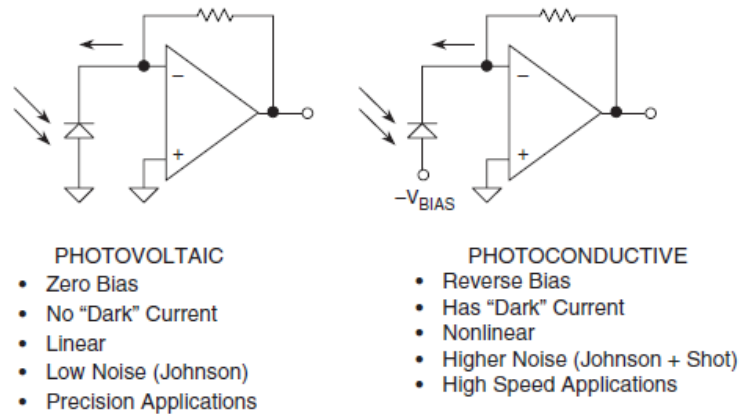 −
+
−
+
−VBIAS
PHOTOVOLTAIC
• Zero Bias
• No “Dark” Current
• Linear
• Low Noise (Johnson)
• Precision Applications
PHOTOCONDUCTIVE
• Reverse Bias
• Has “Dark” Current
• Nonlinear
• Higher Noise (Johnson + Shot)
• High Speed Applications